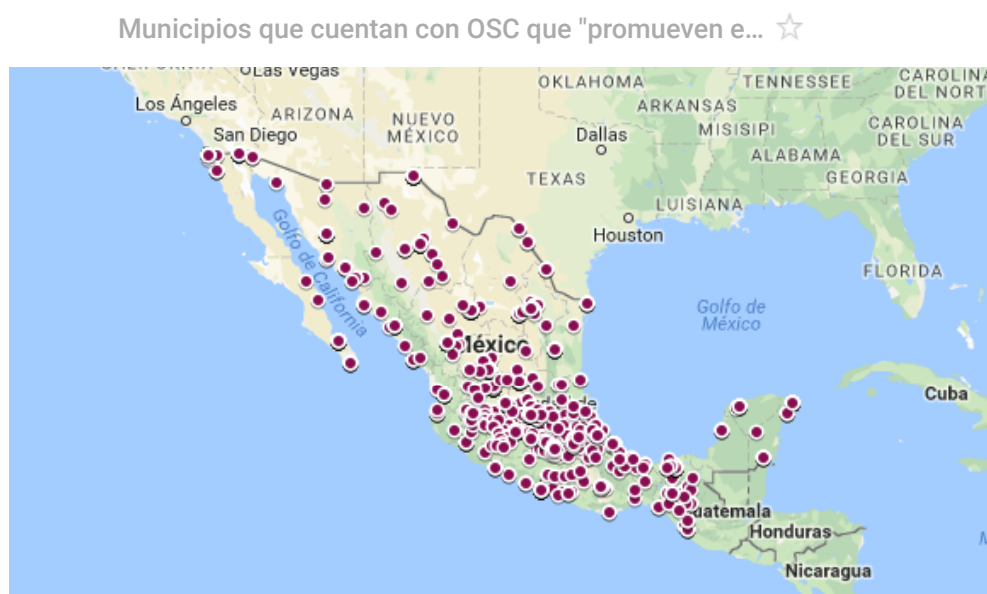 Municipios que cuentan con OSC que "promueven e...
Las Vegas
OKLAHOMA
TENNESSEE
CAROLINA
DEL NORT
Los Ángeles
ARIZONA
NUEVO
MÉXICO
ARKANSAS
San Diego
Dallas
MISISIPI
CAROLINA
DEL SUR
ALABAMA
TEXAS
GEORGIA
LUISIANA
Houston
Golfo de California
FLORIDA
Golfo de
México
México
Cuba
uatemala
Honduras
Nicaragua